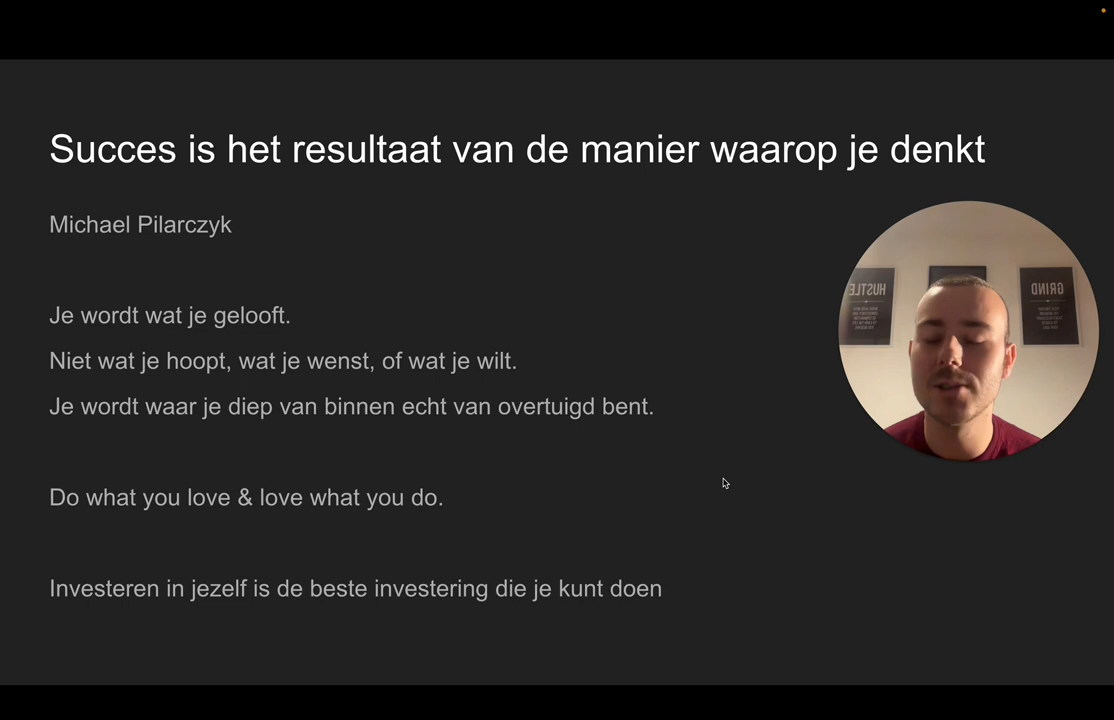 Succes is het resultaat van de manier waarop je denkt
Michael Pilarczyk
Je wordt wat je gelooft.
Niet wat je hoopt, wat je wenst, of wat je wilt.
Je wordt waar je diep van binnen echt van overtuigd bent.
HUSTLE
GRIND
Do what you love & love what you do.
Investeren in jezelf is de beste investering die je kunt doen